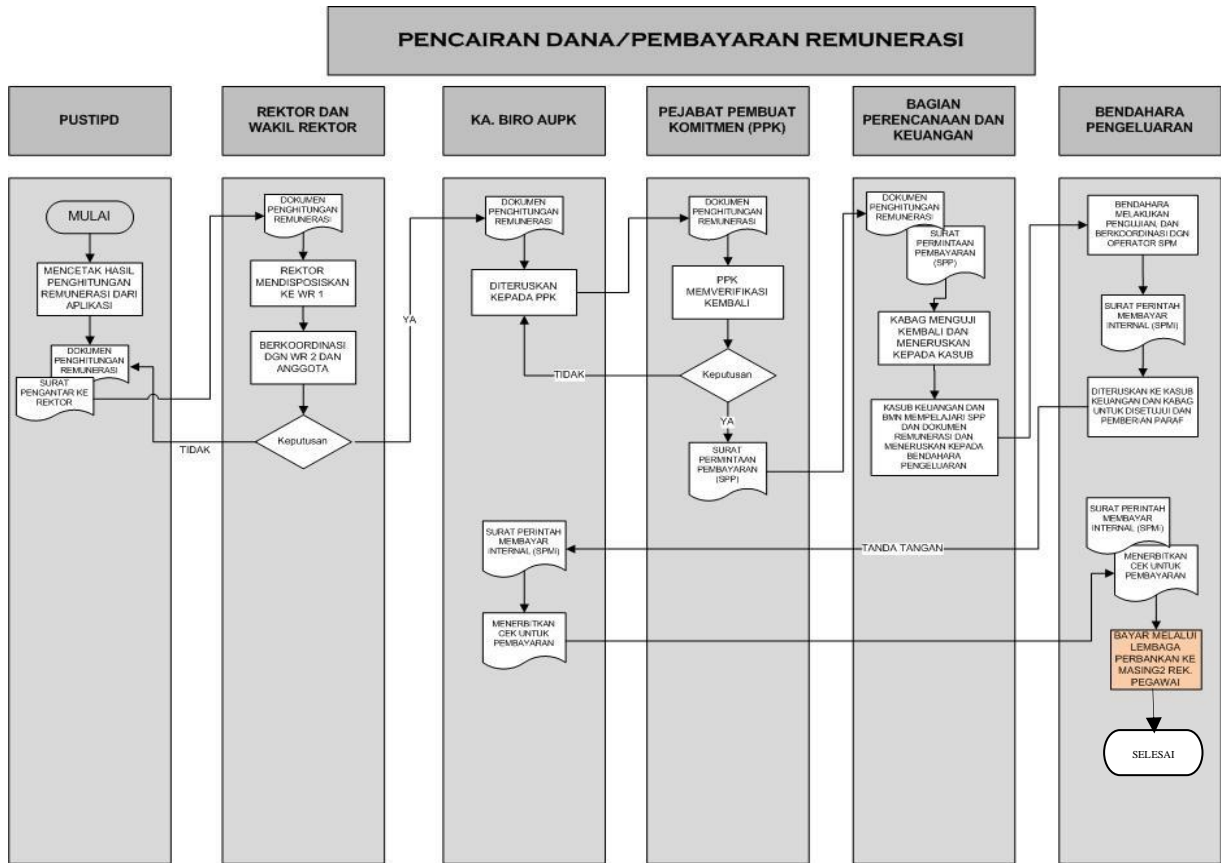 PENCAIRAN DANA/PEMBAYARAN REMUNERASI
PUSTIPD
REKTOR DAN
WAKIL REKTOR
KA. BIRO AUPK
PEJABAT PEMBUAT
KOMITMEN (PPK)
BAGIAN
PERENCANAAN DAN
KEUANGAN
BENDAHARA
PENGELUARAN
MULAI
MENCETAK HASIL
PENGHITUNGAN
REMUNERASI DARI
APLIKASI
DOKUMEN
PENGHITUNGAN
REMUNERASI
SURAT
PENGANTAR KE
REKTOR
TIDAK
DOKUMEN
PENGHITUNGAN
REMUNERASI
REKTOR
MENDISPOSISKAN
KE WR 1
BERKOORDINASI
DGN WR 2 DAN
ANGGOTA
Keputusan
YA
DOKUMEN
PENGHITUNGAN
REMUNERASI
DITERUSKAN
KEPADA PPK
TIDAK
SURAT PERINTAH
MEMBAYAR
INTERNAL (SPMI)
MENERBITKAN
CEK UNTUK
PEMBAYARAN
DOKUMEN
PENGHITUNGAN
REMUNERASI
PPK
MEMVERIFIKASI
KEMBALI
Keputusan
YA
SURAT
PERMINTAAN
PEMBAYARAN
(SPP)
DOKUMEN
PENGHITUNGAN
REMUNERASI
SURAT
PERMINTAAN
PEMBAYARAN
(SPP)
KABAG MENGUJI
KEMBALI DAN
MENERUSKAN
KEPADA KASUB
KASUB KEUANGAN DAN
BMN MEMPELAJARI SPP
DAN DOKUMEN
REMUNERASI DAN
MENERUSKAN KEPADA
BENDAHARA
PENGELUARAN
TANDA TANGAN
BENDAHARA
MELAKUKAN
PENGUJIAN, DAN
BERKOORDINASI DGN
OPERATOR SPM
SURAT PERINTAH
MEMBAYAR
INTERNAL (SPMI)
DITERUSKAN KE KASUB
KEUANGAN DAN KABAG
UNTUK DISETUJUI DAN
PEMBERIAN PARAF
SURAT PERINTAH
MEMBAYAR
INTERNAL (SPMI)
MENERBITKAN
CEK UNTUK
PEMBAYARAN
BAYAR MELALUI
LEMBAGA
PERBANKAN KE
MASING2 REK.
PEGAWAI
SELESAI